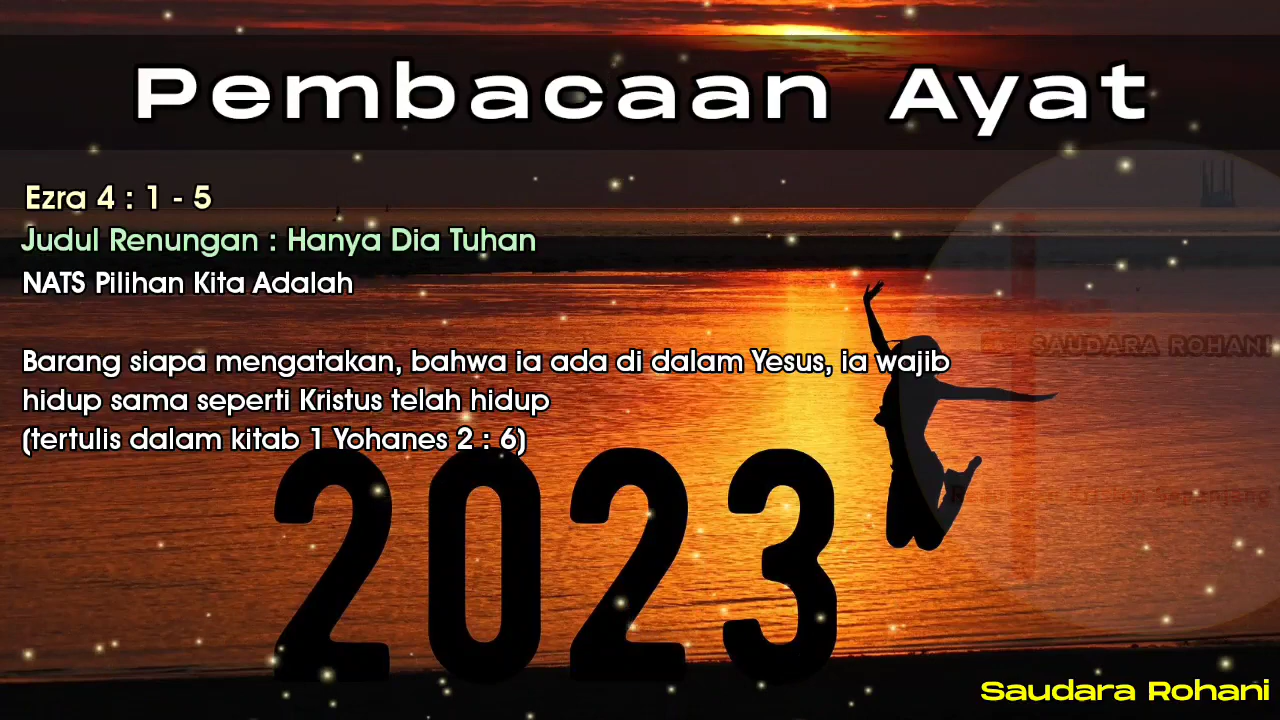 Pembacaan Ayat
Ezra 4 : 1 - 5
Judul Renungan : Hanya Dia Tuhan
NATS Pilihan Kita Adalah
Barang siapa mengatakan, bahwa ia ada di dalam Yesus, ia wajib
hidup sama seperti Kristus telah hidup
(tertulis dalam kitab 1 Yohanes 2 : 6)
SAUDARA ROHANI
2023
Saudara Rohani